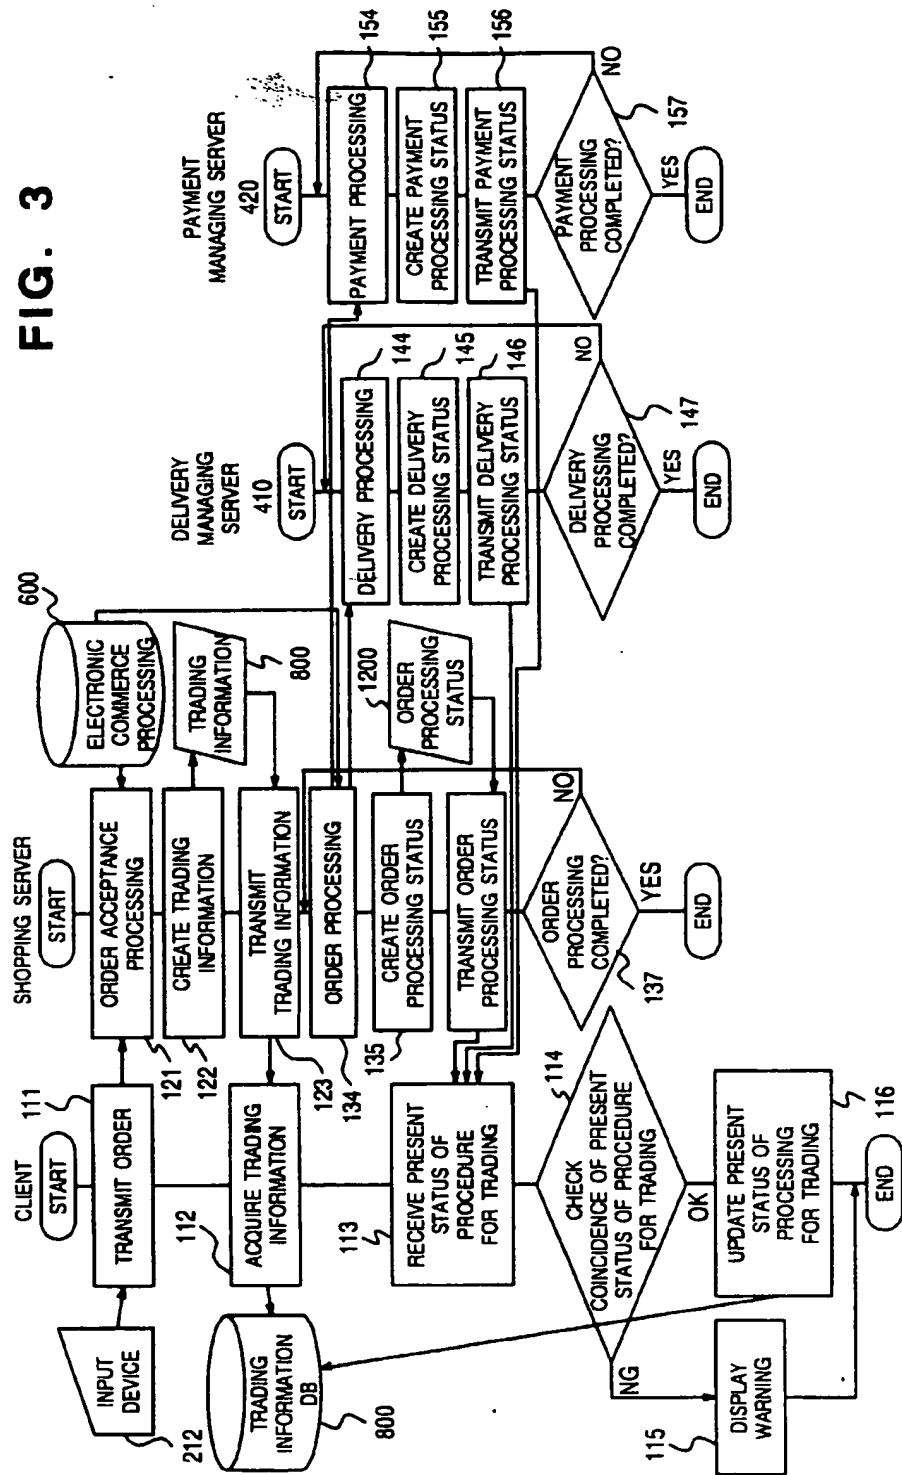 FIG. 3
CLIENT
START
111
TRANSMIT ORDER
INPUT
DEVICE
212
112
ACQUIRE TRADING
INFORMATION
TRADING
INFORMATION
DB
800
113
RECEIVE PRESENT
STATUS OF
PROCEDURE
FOR TRADING
114
CHECK
COINCIDENCE OF PRESENT
STATUS OF PROCEDURE
FOR TRADING
NG
OK
115
DISPLAY
WARNING
UPDATE PRESENT
STATUS OF
PROCESSING
FOR TRADING
116
END
SHOPPING SERVER
START
ORDER ACCEPTANCE
PROCESSING
121
CREATE TRADING
INFORMATION
122
TRANSMIT
TRADING INFORMATION
123
ORDER PROCESSING
134
CREATE ORDER
PROCESSING STATUS
135
TRANSMIT ORDER
PROCESSING STATUS
ORDER
PROCESSING
COMPLETED?
137
NO
YES
END
600
ELECTRONIC
COMMERCE
PROCESSING
TRADING
INFORMATION
800
1200
ORDER
PROCESSING
STATUS
DELIVERY
MANAGING
SERVER
410
START
DELIVERY PROCESSING
144
CREATE DELIVERY
PROCESSING STATUS
145
TRANSMIT DELIVERY
PROCESSING STATUS
146
DELIVERY
PROCESSING
COMPLETED?
147
NO
YES
END
PAYMENT
MANAGING SERVER
420
START
PAYMENT PROCESSING
154
CREATE PAYMENT
PROCESSING STATUS
155
TRANSMIT PAYMENT
PROCESSING STATUS
156
PAYMENT
PROCESSING
COMPLETED?
157
NO
YES
END